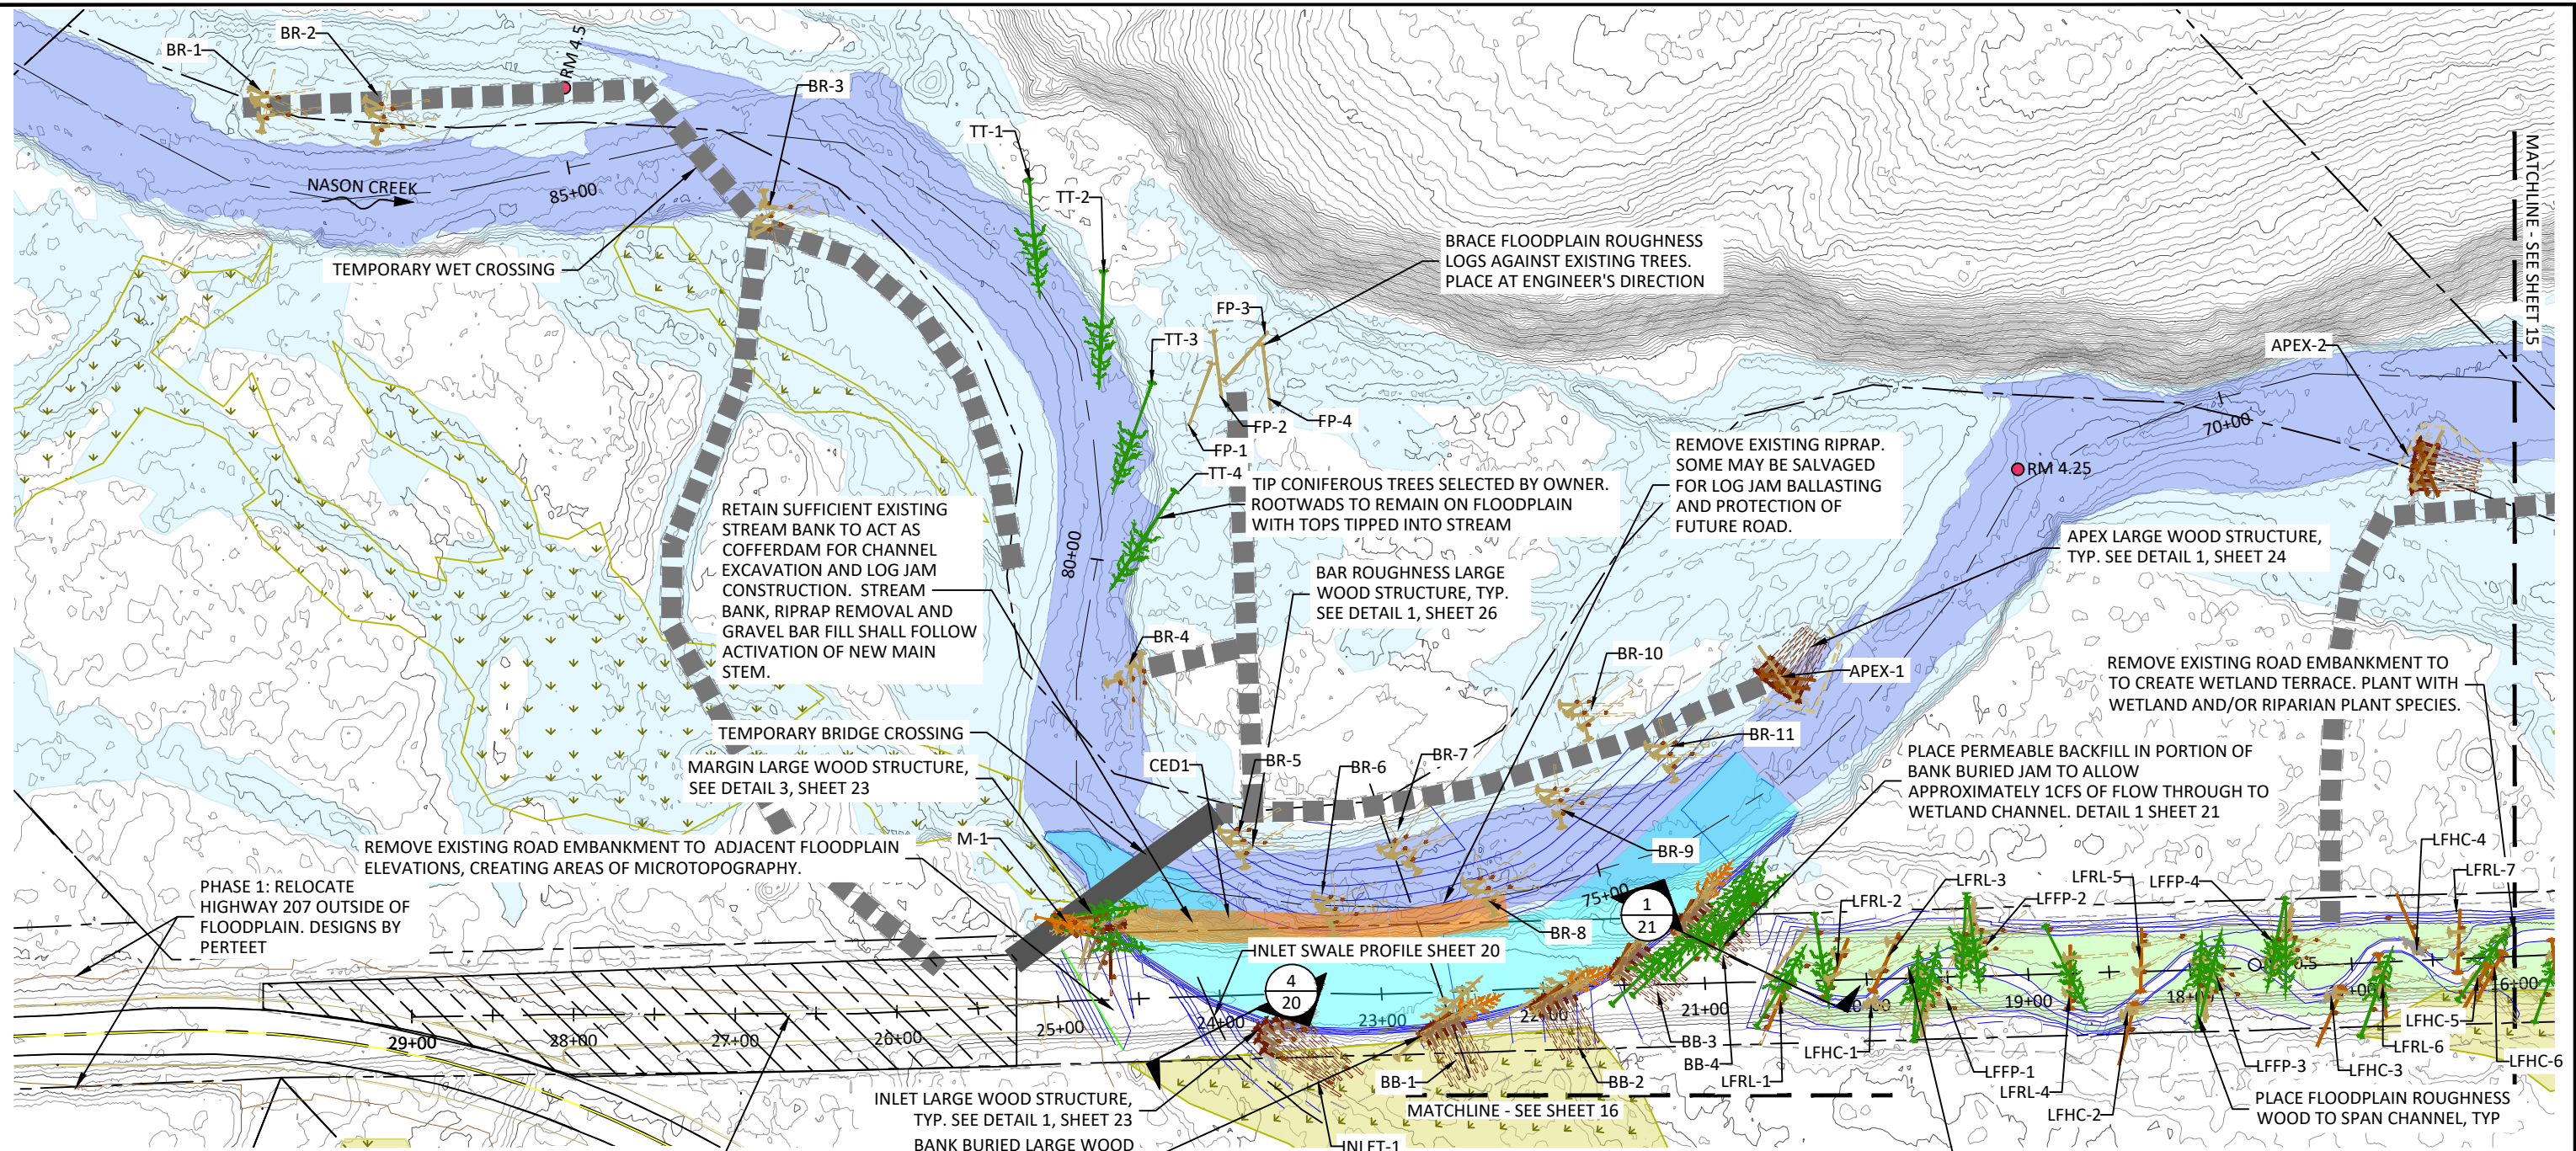 BR-1
BR-2
RM 4.5
BR-3
TT-1
TT-2
NASON CREEK
85+00
TEMPORARY WET CROSSING
BRACE FLOODPLAIN ROUGHNESS
LOGS AGAINST EXISTING TREES.
PLACE AT ENGINEER'S DIRECTION
MATCHLINE - SEE SHEET 15
FP-3
TT-3
APEX-2
FP-4
FP-2
FP-1
TT-4
70+00
RM 4.25
TIP CONIFEROUS TREES SELECTED BY OWNER.
ROOTWADS TO REMAIN ON FLOODPLAIN
WITH TOPS TIPPED INTO STREAM
REMOVE EXISTING RIPRAP.
SOME MAY BE SALVAGED
FOR LOG JAM BALLASTING
AND PROTECTION OF
FUTURE ROAD.
RETAIN SUFFICIENT EXISTING
STREAM BANK TO ACT AS
COFFERDAM FOR CHANNEL
EXCAVATION AND LOG JAM
CONSTRUCTION. STREAM
BANK, RIPRAP REMOVAL AND
GRAVEL BAR FILL SHALL FOLLOW
ACTIVATION OF NEW MAIN
STEM.
80+00
APEX LARGE WOOD STRUCTURE,
TYP. SEE DETAIL 1, SHEET 24
BAR ROUGHNESS LARGE
WOOD STRUCTURE, TYP.
SEE DETAIL 1, SHEET 26
BR-4
BR-10
APEX-1
REMOVE EXISTING ROAD EMBANKMENT TO
TO CREATE WETLAND TERRACE. PLANT WITH
WETLAND AND/OR RIPARIAN PLANT SPECIES.
TEMPORARY BRIDGE CROSSING
BR-11
MARGIN LARGE WOOD STRUCTURE,
SEE DETAIL 3, SHEET 23
CED1
BR-5
BR-6
BR-7
PLACE PERMEABLE BACKFILL IN PORTION OF
BANK BURIED JAM TO ALLOW
APPROXIMATELY 1CFS OF FLOW THROUGH TO
WETLAND CHANNEL. DETAIL 1 SHEET 21
M-1
REMOVE EXISTING ROAD EMBANKMENT TO ADJACENT FLOODPLAIN
ELEVATIONS, CREATING AREAS OF MICROTOPOGRAPHY.
BR-9
LFHC-4
LFRL-7
LFRL-5
LFFP-4
LFRL-3
LFFP-2
LFRL-2
PHASE 1: RELOCATE
HIGHWAY 207 OUTSIDE OF
FLOODPLAIN. DESIGNS BY
PERTEET
75+00
1
21
BR-8
INLET SWALE PROFILE SHEET 20
4
20
29+00
28+00
27+00
26+00
25+00
24+00
23+00
22+00
21+00
19+00
16+00
BB-3
BB-4
LFHC-1
LFRL-1
LFFP-1
LFRL-4
LFHC-2
LFFP-3
LFHC-3
LFRL-6
LFHC-5
LFHC-6
BB-1
BB-2
INLET LARGE WOOD STRUCTURE,
TYP. SEE DETAIL 1, SHEET 23
MATCHLINE - SEE SHEET 16
PLACE FLOODPLAIN ROUGHNESS
WOOD TO SPAN CHANNEL, TYP
BANK BURIED LARGE WOOD
INLET-1